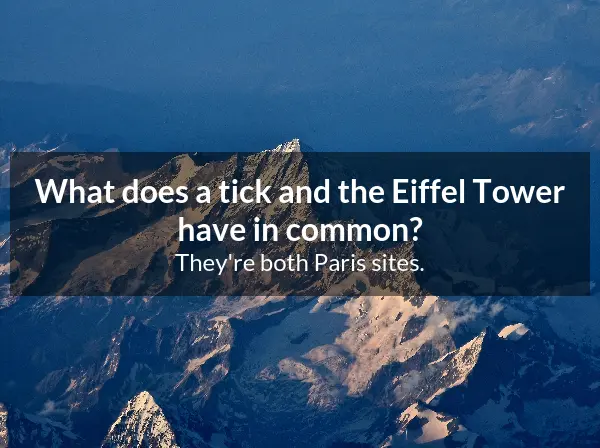 What does a tick and the Eiffel Tower
have in common?
They're both Paris sites.